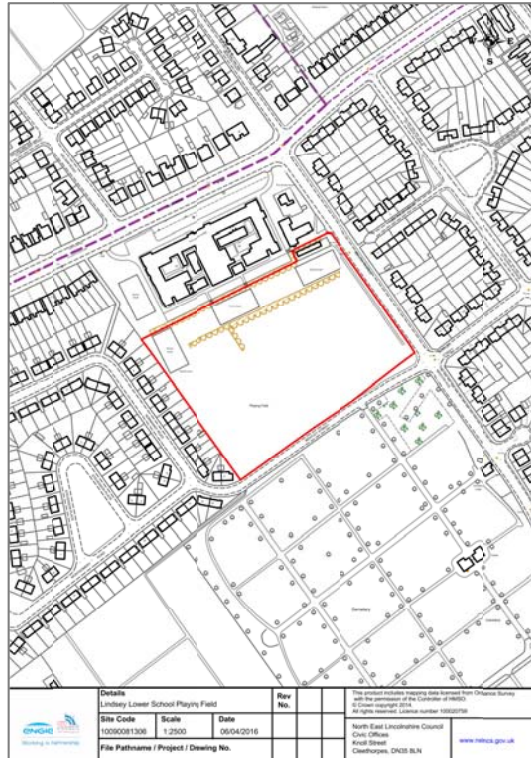 S
E
Playing Field
Cemetery
Details
Lindsey Lower School Playing Field
Rev
No.
Site Code
Scale
Date
10090081306
1:2500
06/04/2016
File Pathname / Project / Drawing No.
ENGIE
Working in partnership
This product includes mapping data licensed from Ordnance Survey
with the permission of the Controller of HMSO.
© Crown copyright 2014.
All rights reserved. Licence number 100020759
North East Lincolnshire Council
Civic Offices
Knoll Street
Cleethorpes, DN35 8LN
www.nelincs.gov.uk